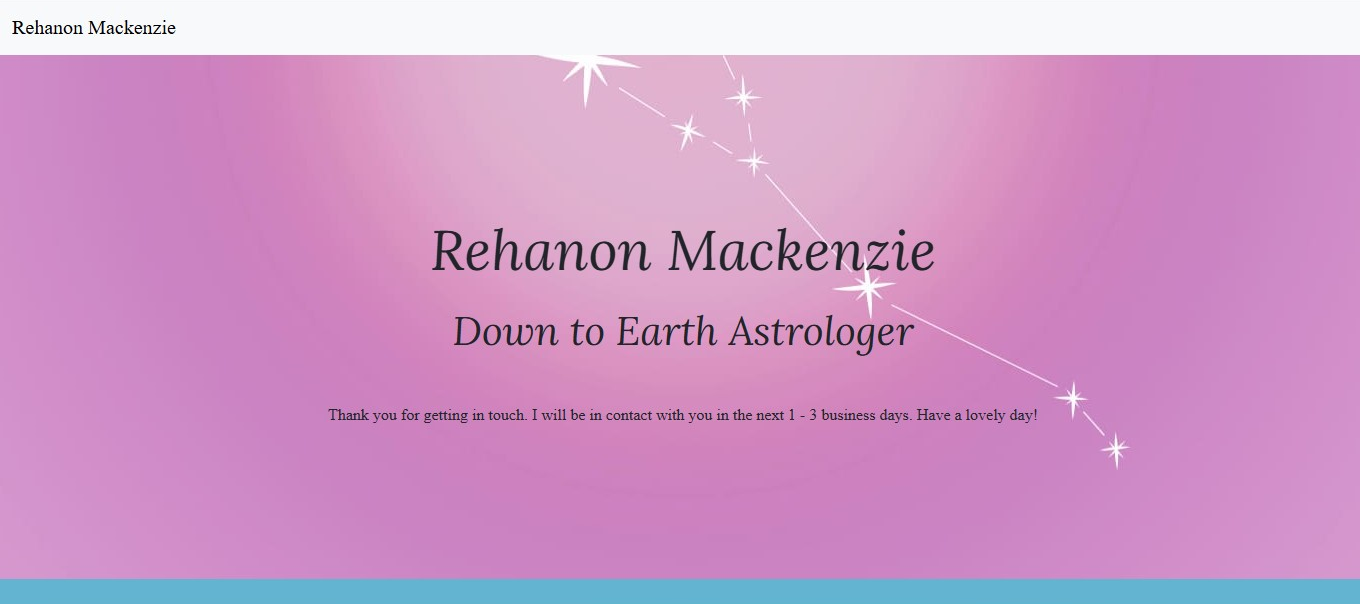 Rehanon Mackenzie
Rehanon Mackenzie
Down to Earth Astrologer
Thank you for getting in touch. I will be in contact with you in the next 1 - 3 business days. Have a lovely day!